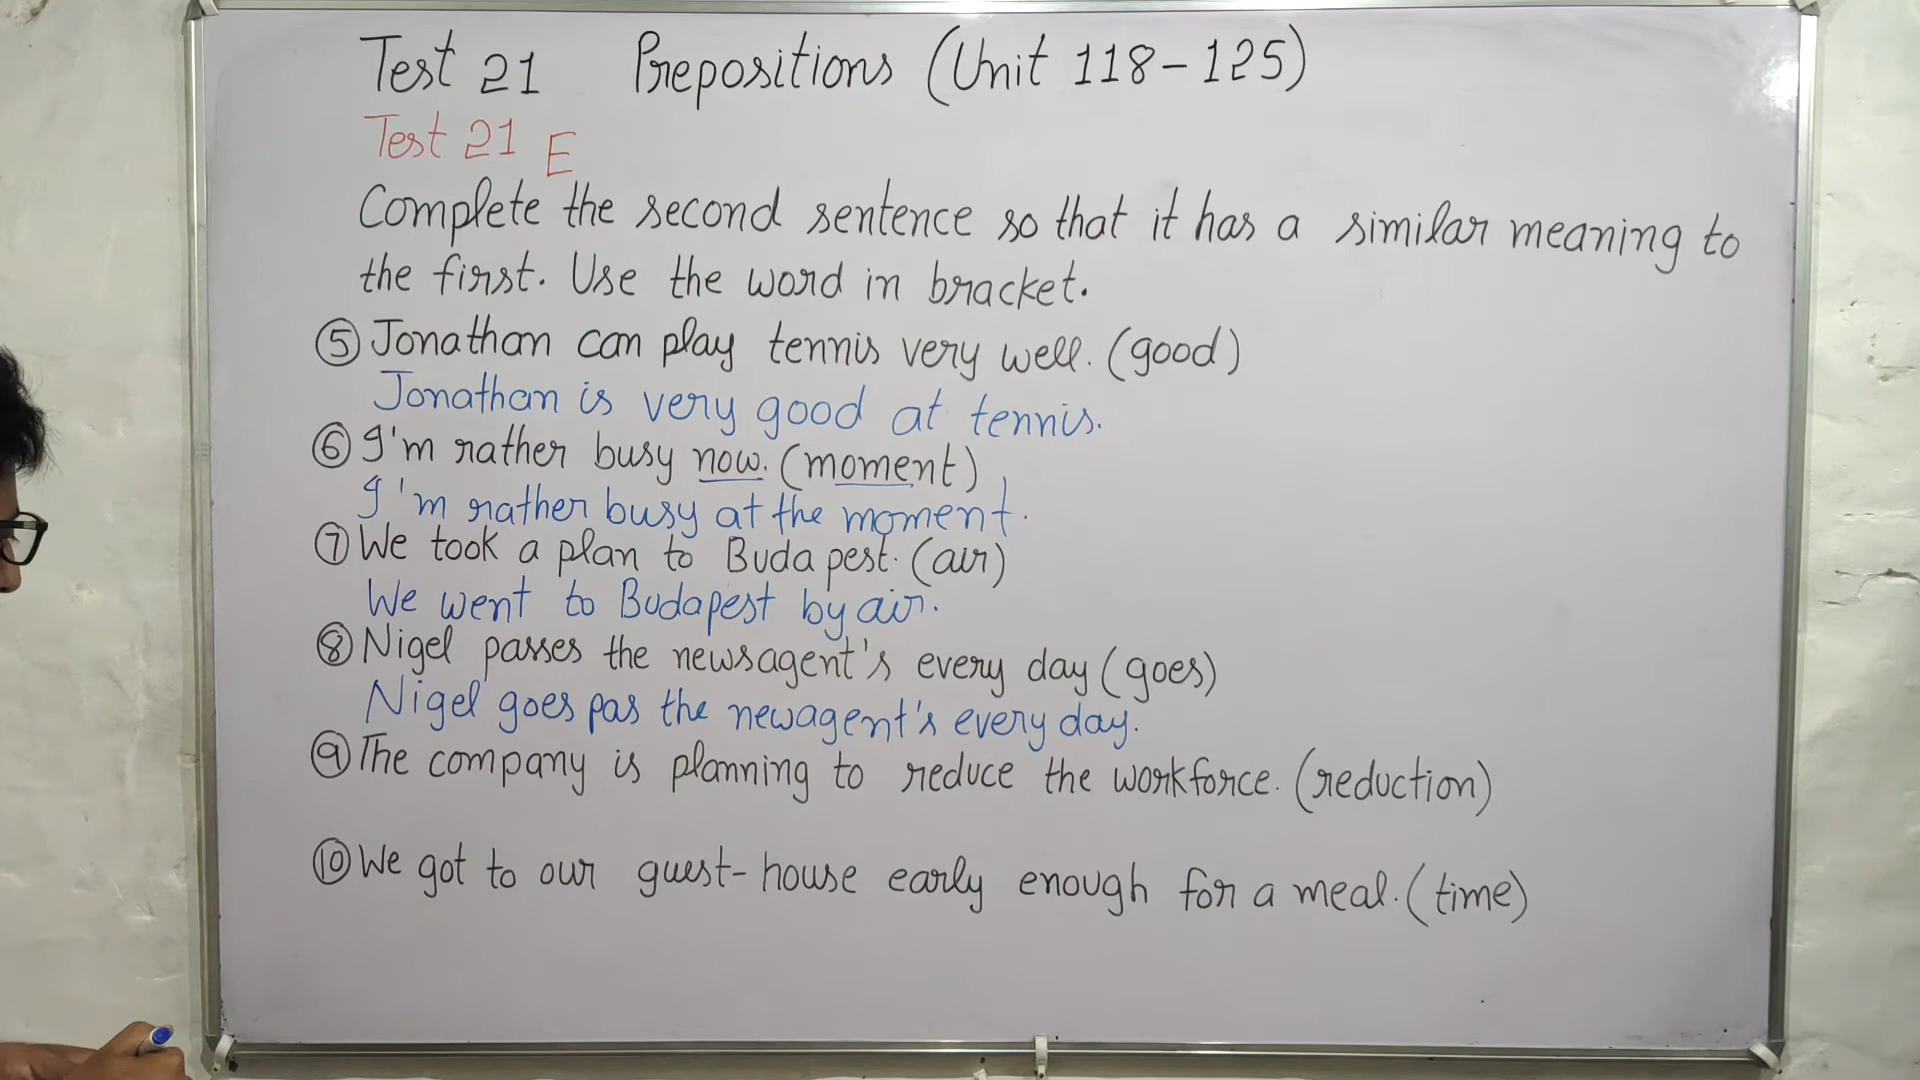 Test 21 Prepositions (Unit 118-125)
Test 21 E
Complete the second sentence so that it has a similar meaning to
the first. Use the word in bracket.
⑤ Jonathan can play tennis very well. (good)
Jonathan is very good at tennis.
⑥ I'm rather busy now. (moment)
I'm rather busy at the moment.
⑦ We took a plan to Budapest. (air)
We went to Budapest by air.
⑧ Nigel passes the newsagent's every day (goes)
Nigel goes pas the newagent's every day.
⑨ The company is planning to reduce the workforce. (reduction)
⑩ We got to our guest-house early enough for a meal. (time)